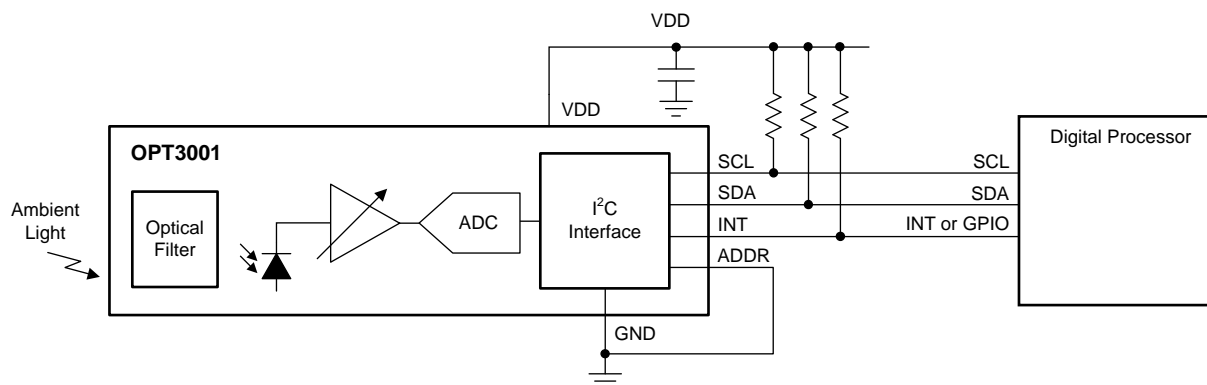 VDD
VDD
OPT3001
Digital Processor
SCL
SCL
Ambient
Light
Optical
Filter
ADC
I²C
Interface
SDA
SDA
INT
INT or GPIO
ADDR
GND